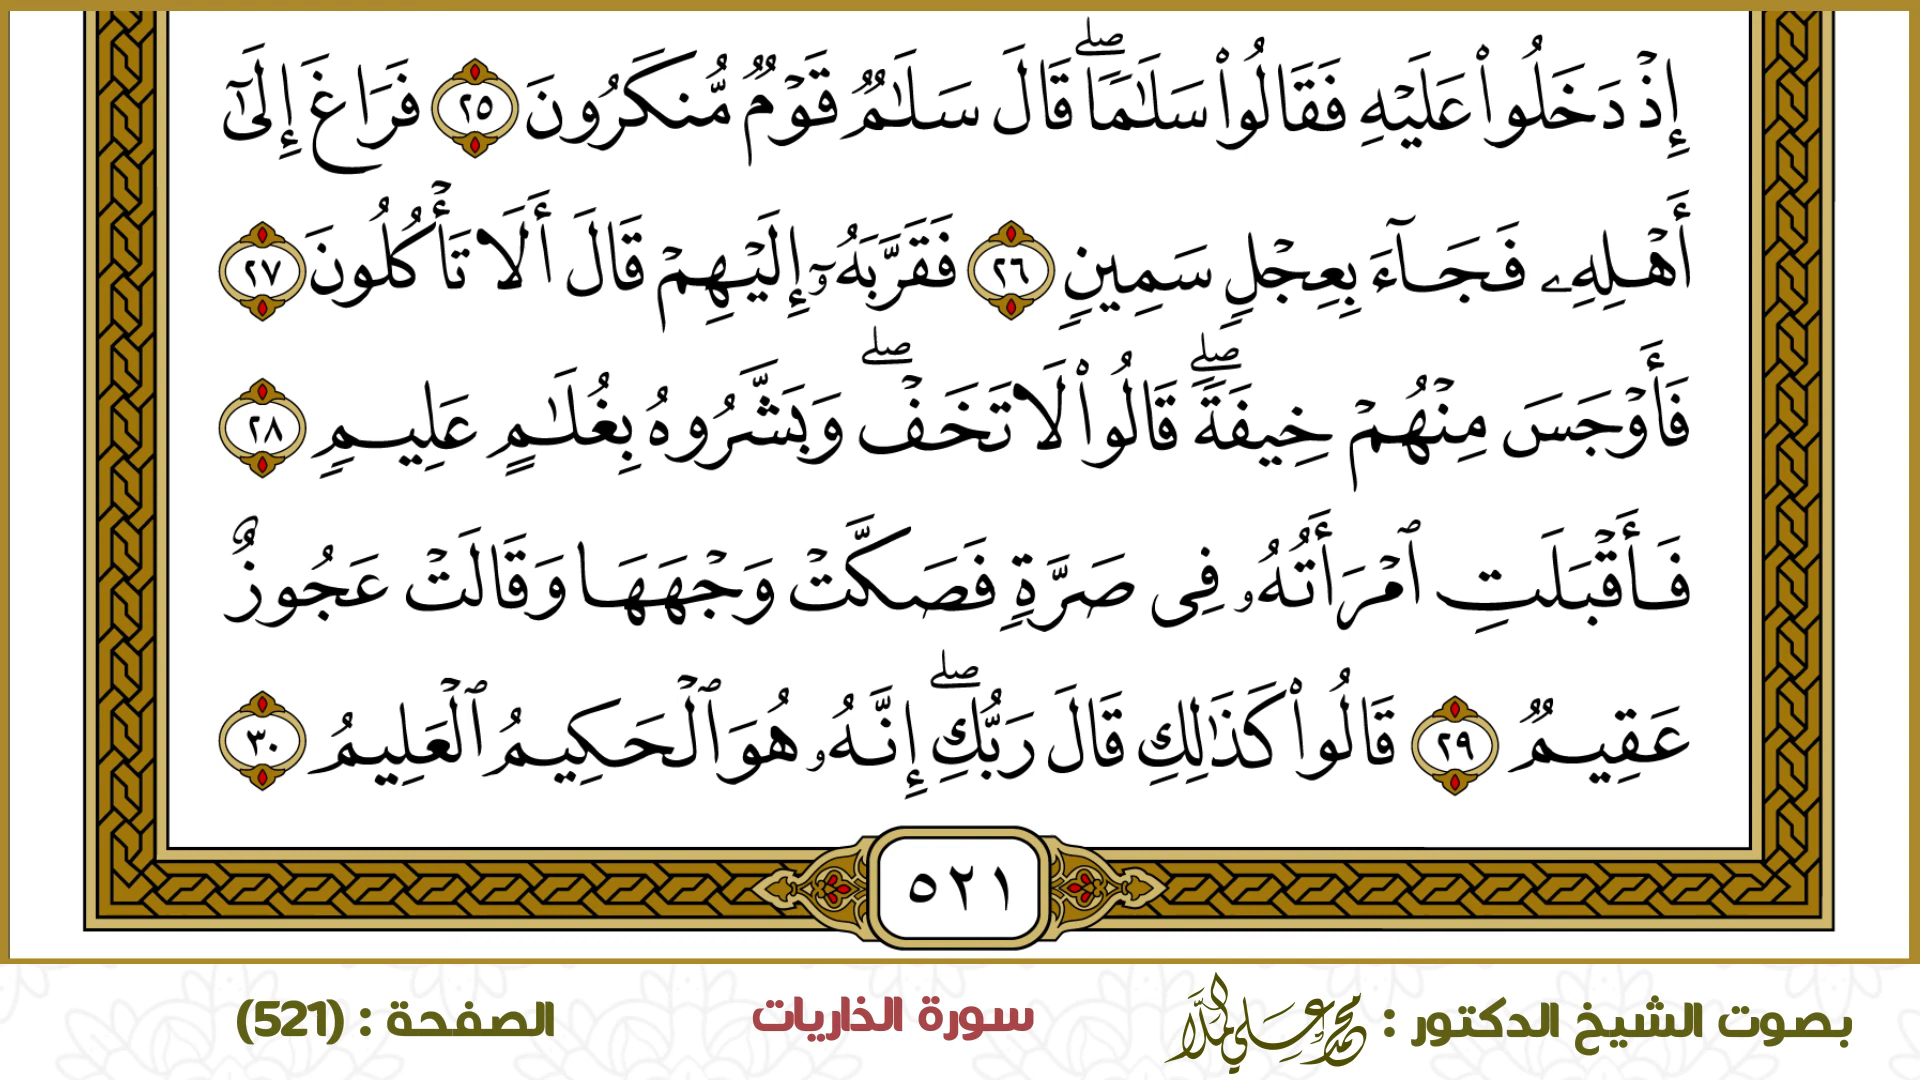 إِذۡ دَخَلُواْ عَلَيۡهِ فَقَالُواْ سَلَٰمٗاۖ قَالَ سَلَٰمٞ قَوۡمٞ مُّنكَرُونَ ٢٥ فَرَاغَ إِلَىٰٓ
أَهۡلِهِۦ فَجَآءَ بِعِجۡلٖ سَمِينٖ ٢٦ فَقَرَّبَهُۥٓ إِلَيۡهِمۡ قَالَ أَلَا تَأۡكُلُونَ ٢٧
فَأَوۡجَسَ مِنۡهُمۡ خِيفَةٗۖ قَالُواْ لَا تَخَفۡۖ وَبَشَّرُوهُ بِغُلَٰمٍ عَلِيمٖ ٢٨
فَأَقۡبَلَتِ ٱمۡرَأَتُهُۥ فِي صَرَّةٖ فَصَكَّتۡ وَجۡهَهَا وَقَالَتۡ عَجُوزٌ
عَقِيمٞ ٢٩ قَالُواْ كَذَٰلِكِ قَالَ رَبُّكِۖ إِنَّهُۥ هُوَ ٱلۡحَكِيمُ ٱلۡعَلِيمُ ٣٠
٥٢١
بصوت الشيخ الدكتور : محمد علي الملا سورة الذاريات الصفحة : (521)